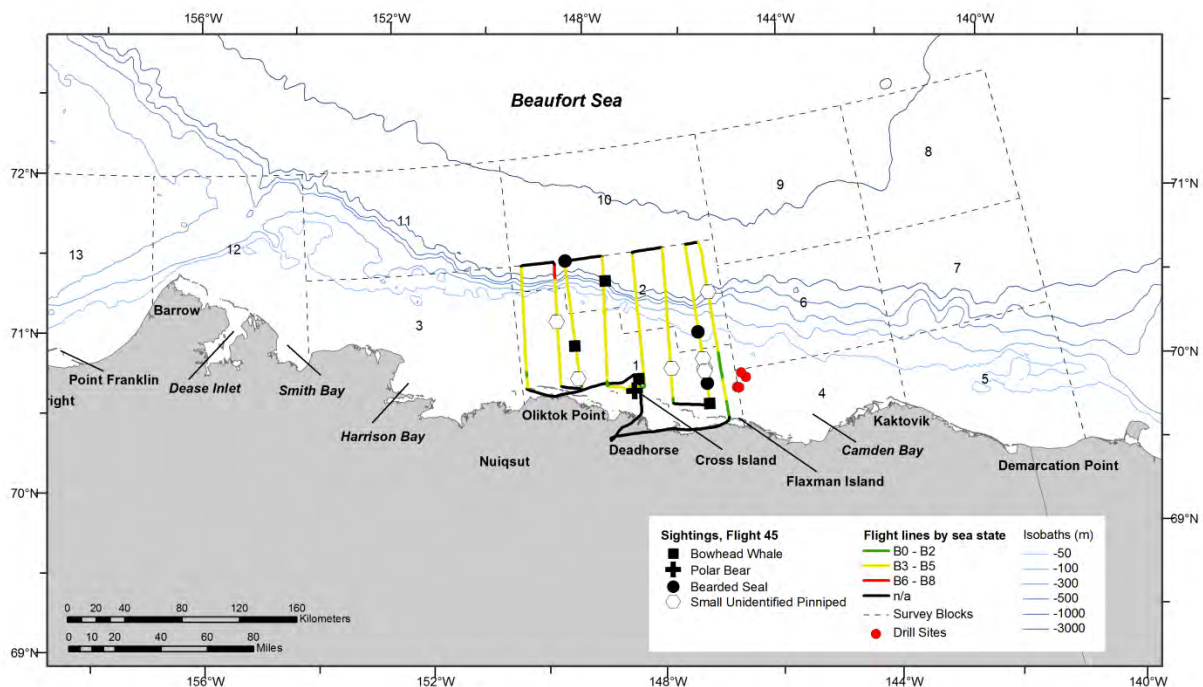 156°W 152°W 148°W 144°W 140°W
Beaufort Sea
72°N
71°N
8
9
10
11
12
13
7
2
6
3
71°N
70°N
Barrow
1
5
4
Point Franklin
Dease Inlet
Smith Bay
right
Oliktok Point
Kaktovik
Harrison Bay
Deadhorse
Camden Bay
Nuiqsut
Cross Island
Demarcation Point
Flaxman Island
70°N
69°N
Sightings, Flight 45
Bowhead Whale
Polar Bear
Bearded Seal
Small Unidentified Pinniped
Flight lines by sea state
B0 - B2
B3 - B5
B6 - B8
n/a
Survey Blocks
Drill Sites
Isobaths (m)
-50
-100
-300
-500
-1000
-3000
0 20 40 80 120 160
Kilometers
0 10 20 40 60 80
Miles
69°N
156°W 152°W 148°W 144°W 140°W